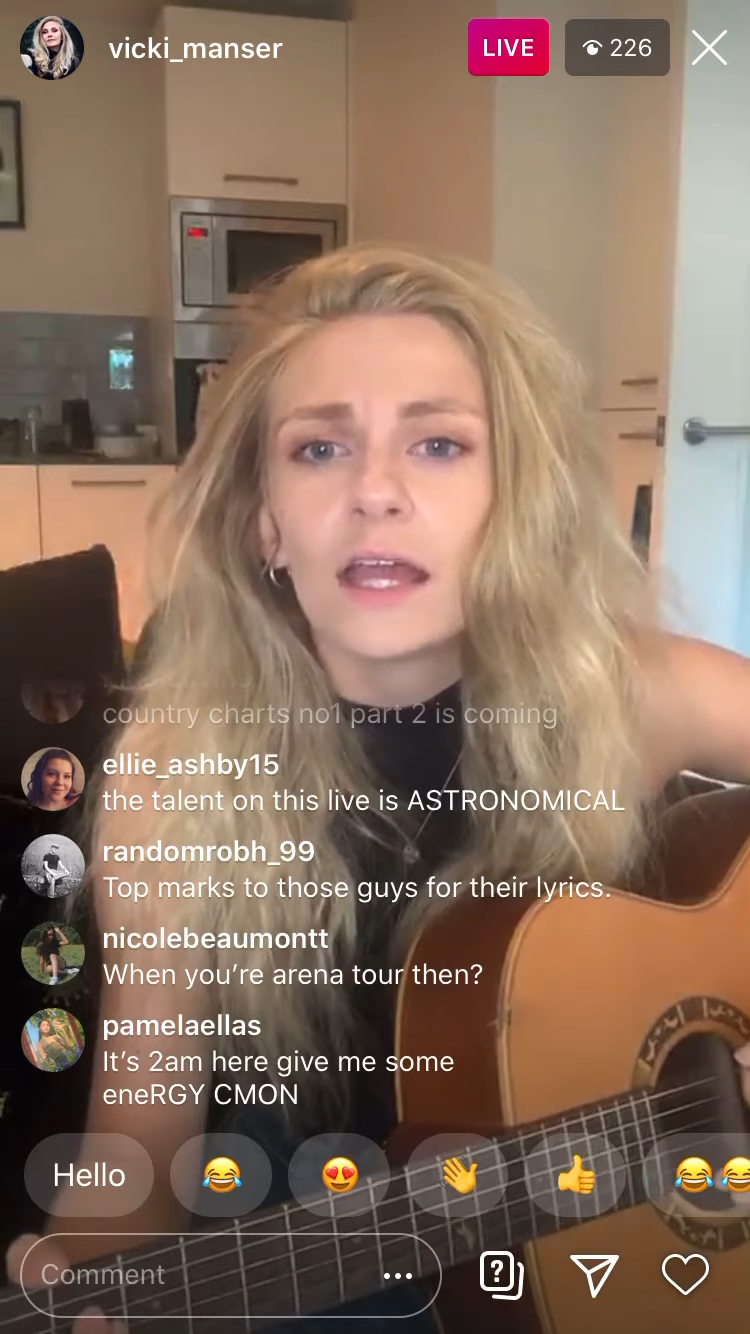 vicki_manser
LIVE
226
country charts no1 part 2 is coming
ellie_ashby15
the talent on this live is ASTRONOMICAL
randomrobh_99
Top marks to those guys for their lyrics.
nicolebeaumontt
When you’re arena tour then?
pamelaellas
It’s 2am here give me some
eneRGY CMON
Hello
Comment